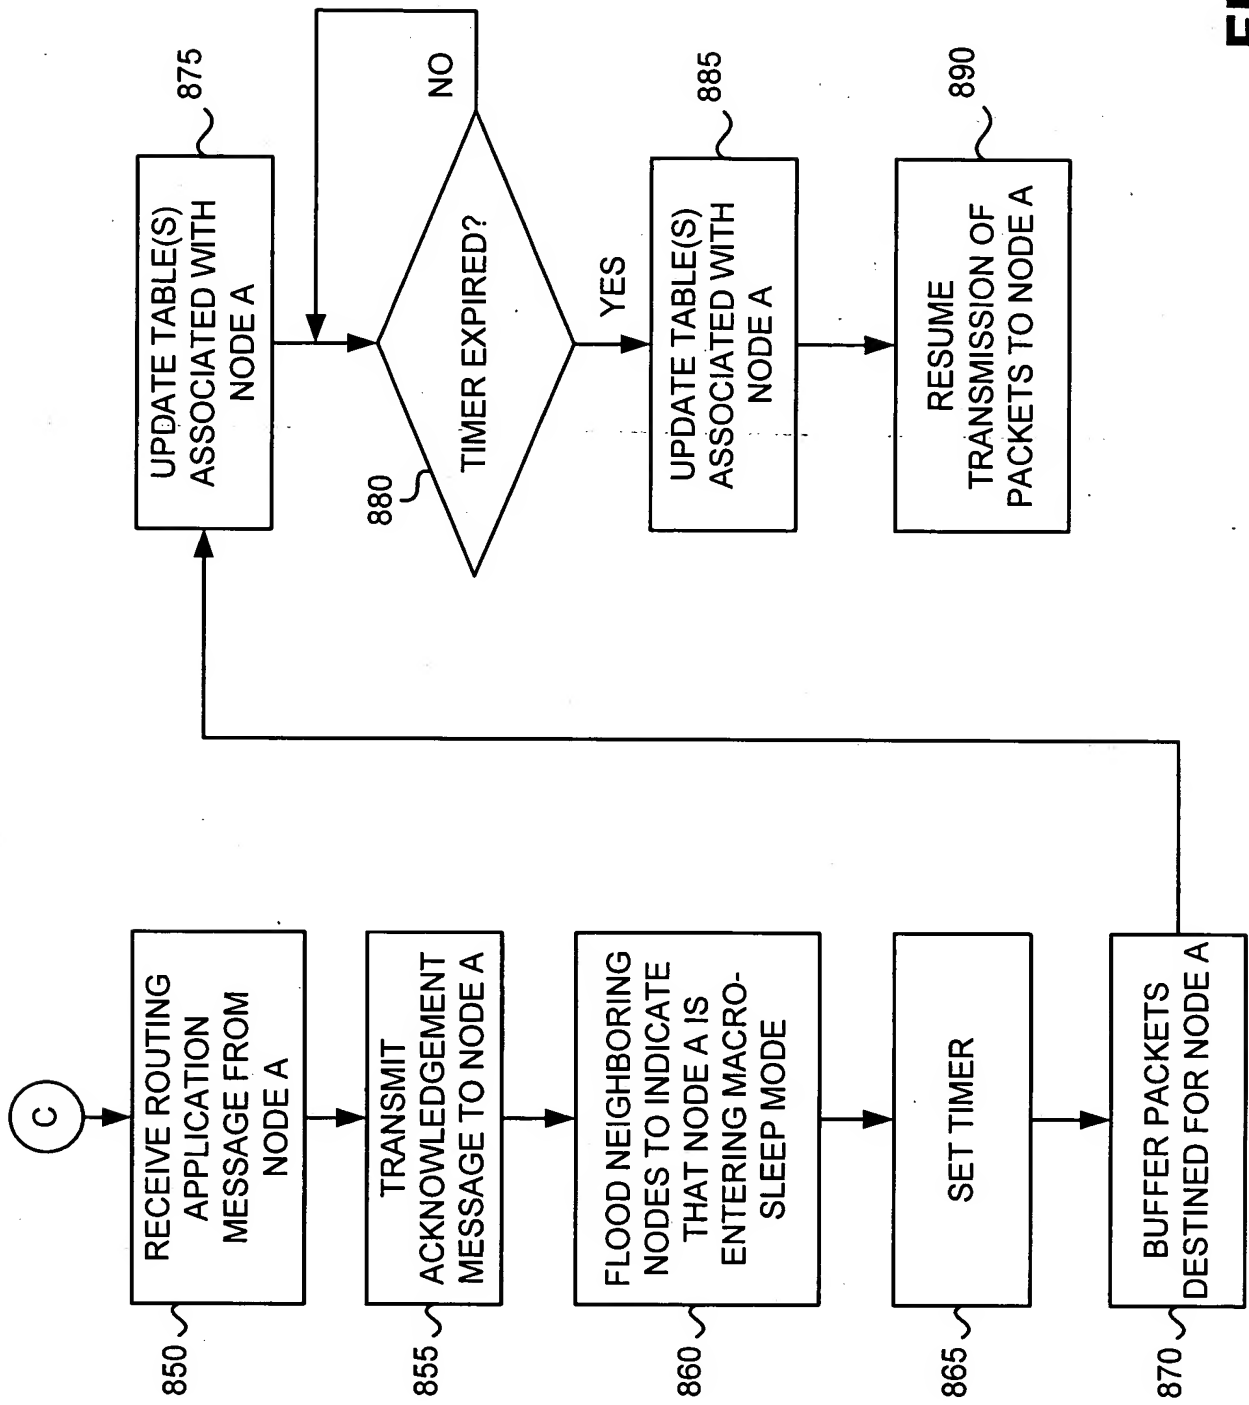 C
850
RECEIVE ROUTING
APPLICATION
MESSAGE FROM
NODE A
855
TRANSMIT
ACKNOWLEDGEMENT
MESSAGE TO NODE A
860
FLOOD NEIGHBORING
NODES TO INDICATE
THAT NODE A IS
ENTERING MACRO-
SLEEP MODE
865
SET TIMER
870
BUFFER PACKETS
DESTINED FOR NODE A
875
UPDATE TABLE(S)
ASSOCIATED WITH
NODE A
880
TIMER EXPIRED?
NO
YES
885
UPDATE TABLE(S)
ASSOCIATED WITH
NODE A
890
RESUME
TRANSMISSION OF
PACKETS TO NODE A